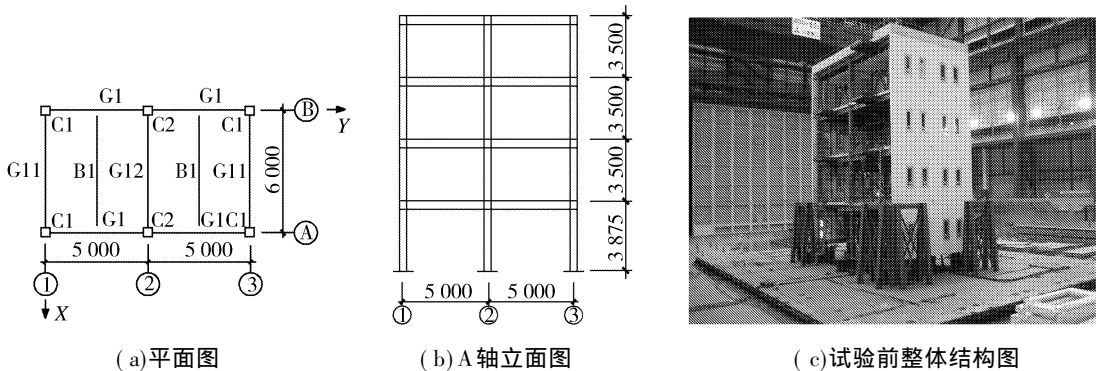 G1 G1 B Y
C1 C2 C1
G11 B1 G12 B1 G11 6 000
C1 G1 C2 G1 C1 A
5 000 5 000
1 2 3
X
(a)平面图
3 500
3 500
3 500
3 875
5 000 5 000
1 2 3
(b)A轴立面图
(c)试验前整体结构图